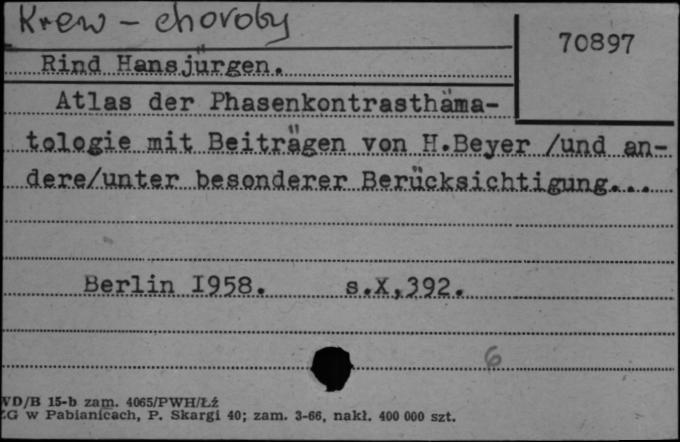 Krew - choroby
70897
Rind Hansjürgen.
Atlas der Phasenkontrasthäma-
tologie mit Beiträgen von H.Beyer /und an-
dere/unter besonderer Berücksichtigung...
Berlin I958. s.X,392.
6
WD/B 15-b zam. 4065/PWH/Łź
ZG w Pabianicach, P. Skargi 40; zam. 3-66, nakł. 400 000 szt.